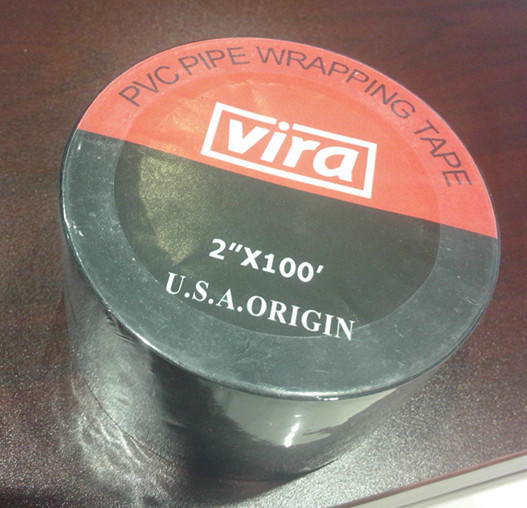 PVC PIPE WRAPPING TAPE
vira
2"X100'
U.S.A.ORIGIN